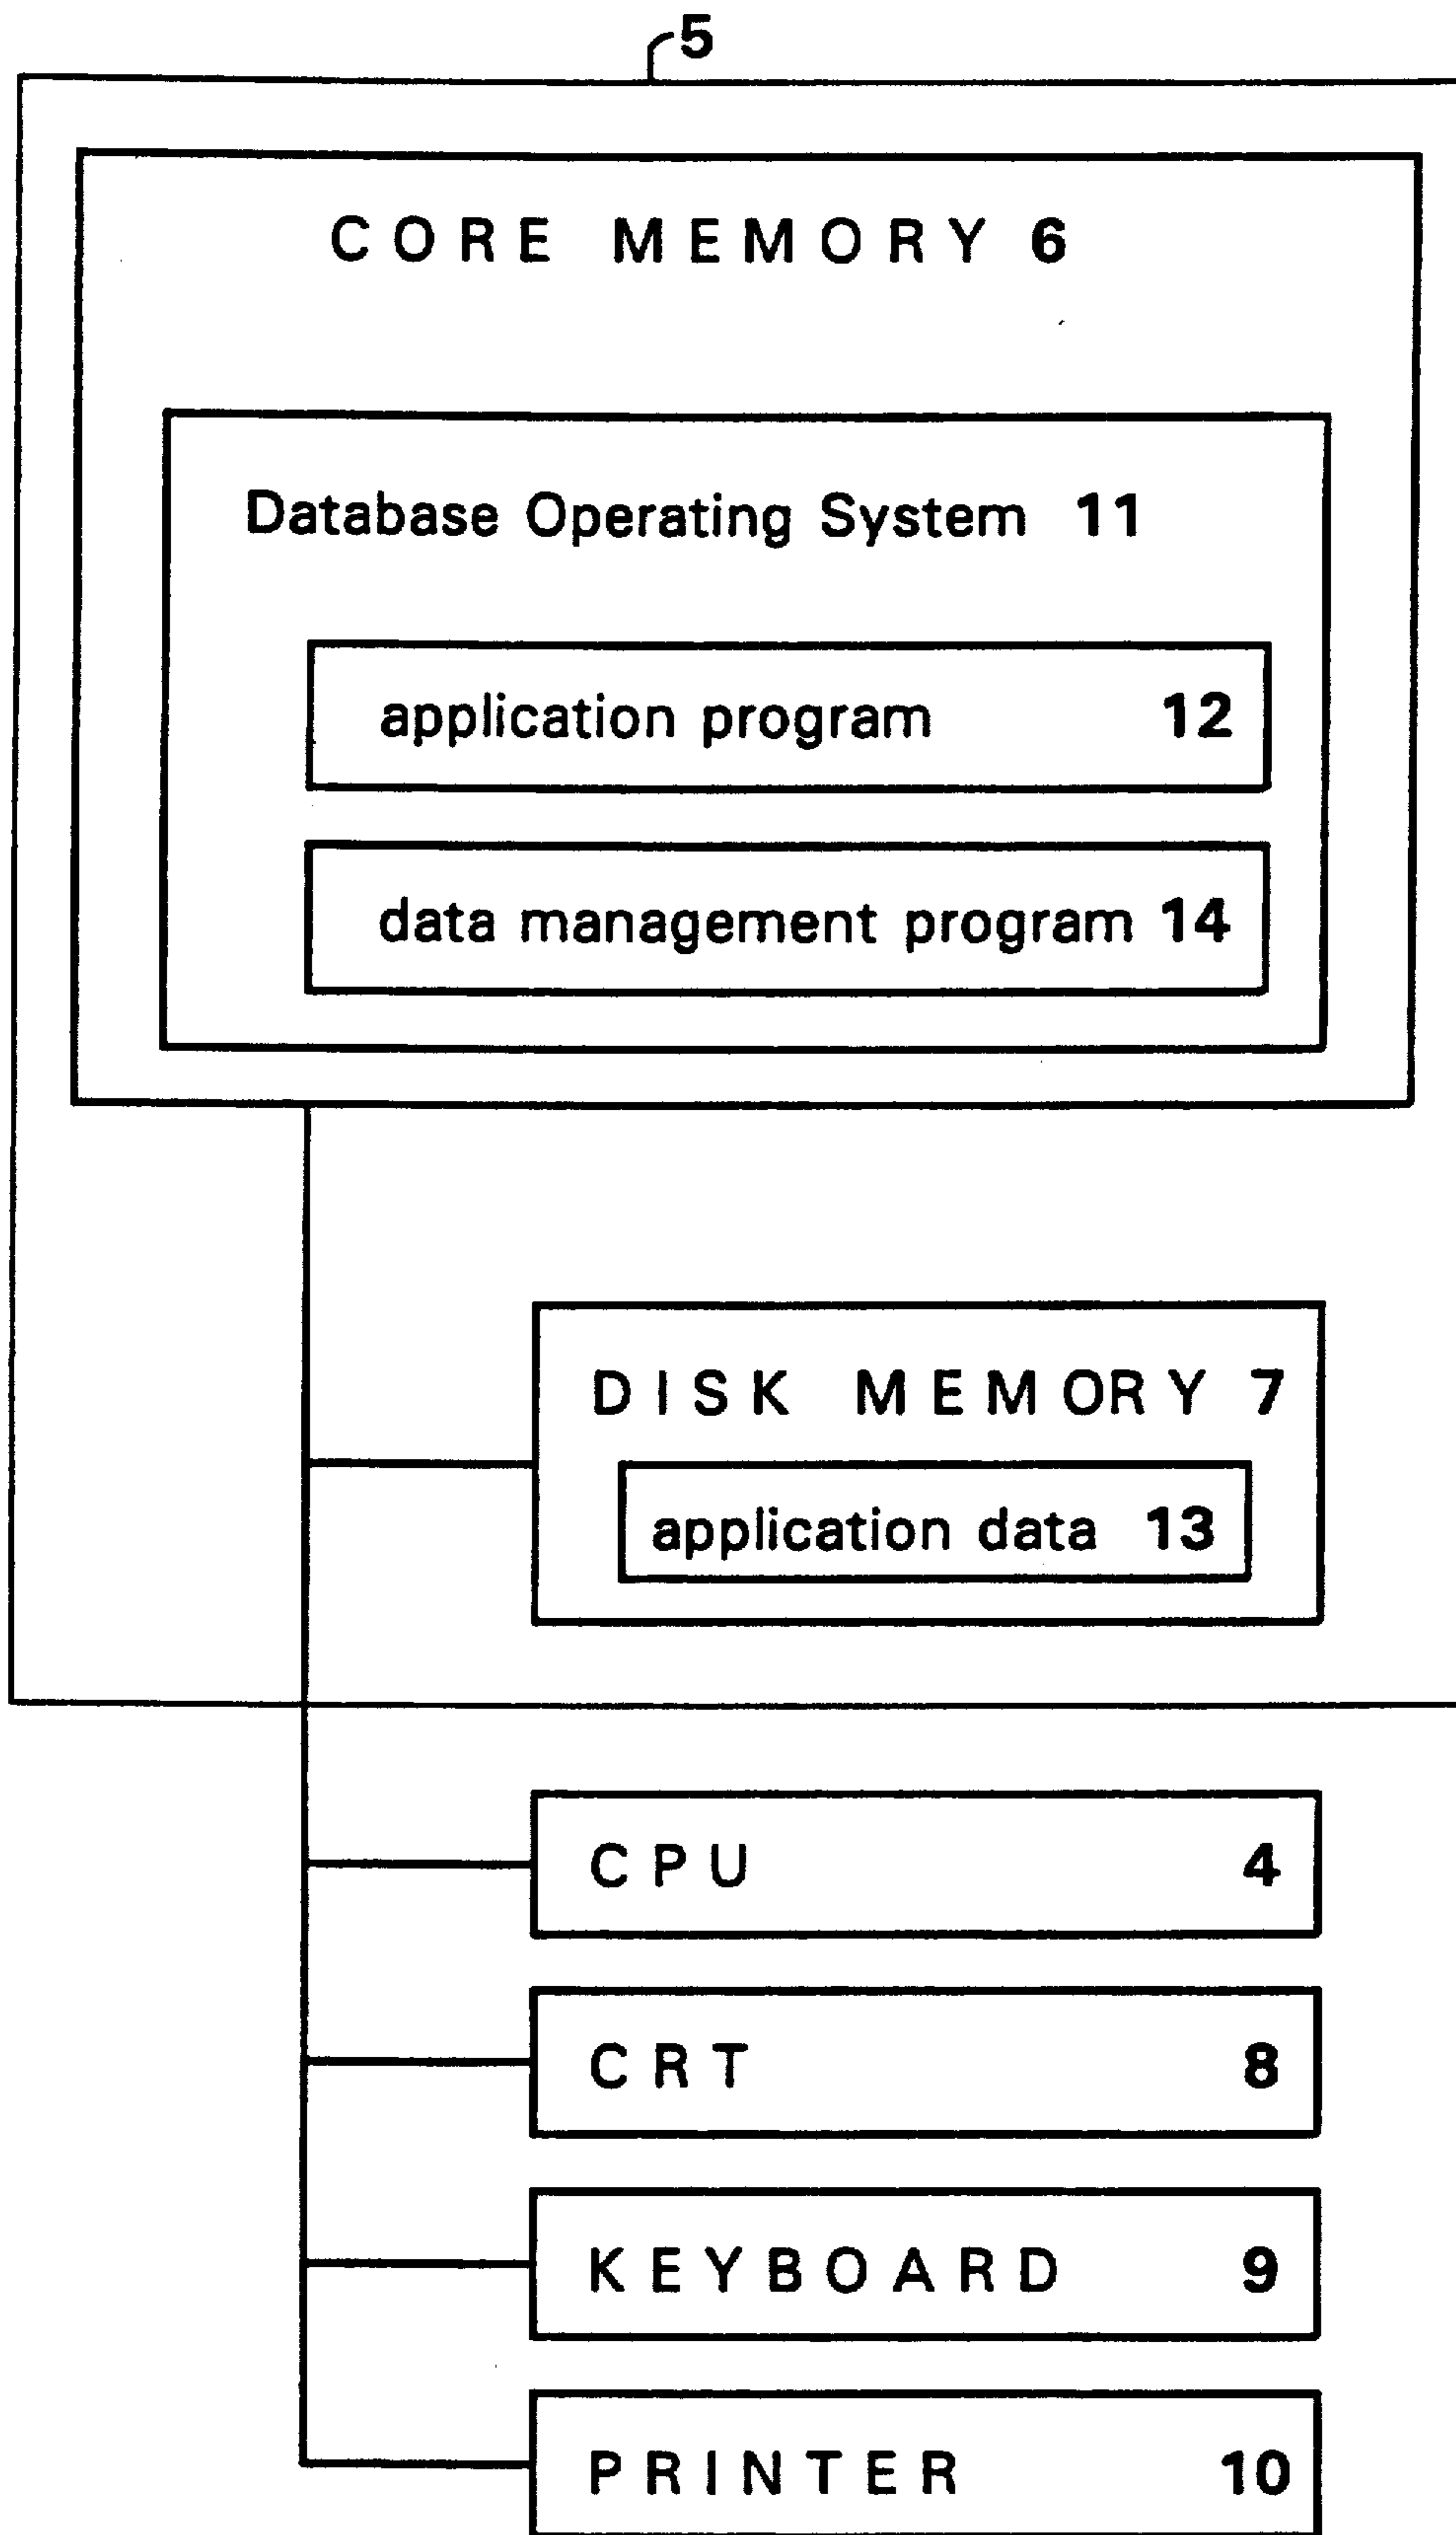 5
CORE MEMORY 6
Database Operating System 11
application program 12
data management program 14
DISK MEMORY 7
application data 13
CPU 4
CRT 8
KEYBOARD 9
PRINTER 10